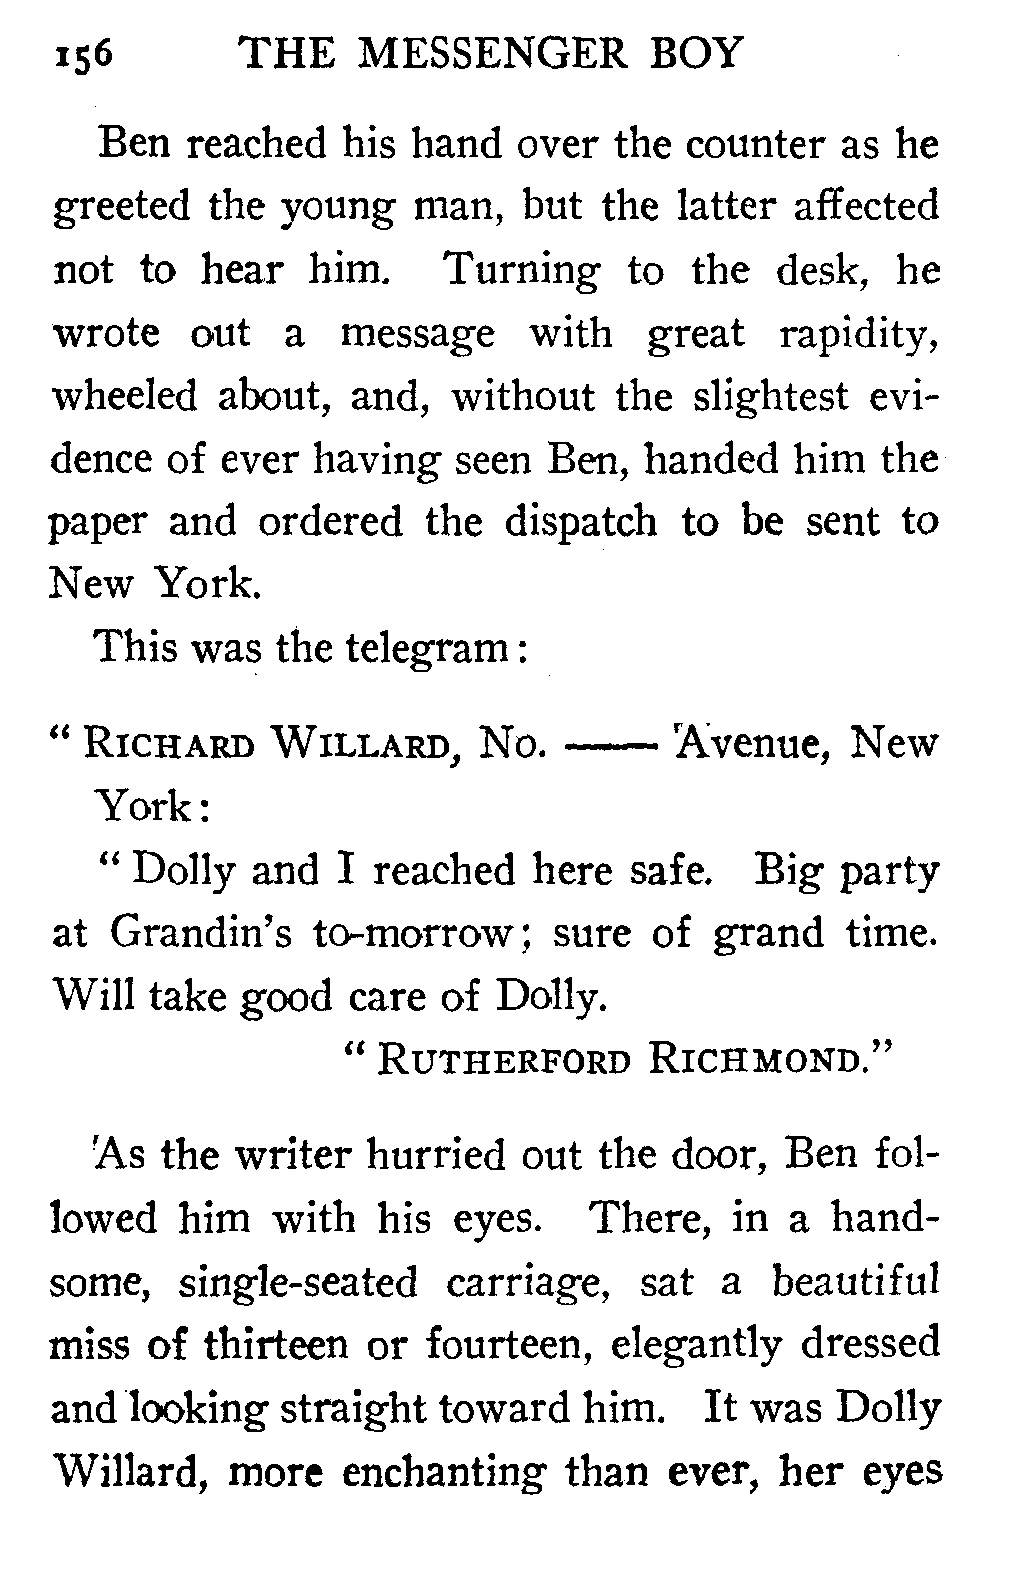 156 THE MESSENGER BOY
Ben reached his hand over the counter as he
greeted the young man, but the latter affected
not to hear him. Turning to the desk, he
wrote out a message with great rapidity,
wheeled about, and, without the slightest evi-
dence of ever having seen Ben, handed him the
paper and ordered the dispatch to be sent to
New York.
This was the telegram:
" RICHARD WILLARD, No. —— Avenue, New
York:
" Dolly and I reached here safe. Big party
at Grandin's to-morrow; sure of grand time.
Will take good care of Dolly.
" RUTHERFORD RICHMOND."
As the writer hurried out the door, Ben fol-
lowed him with his eyes. There, in a hand-
some, single-seated carriage, sat a beautiful
miss of thirteen or fourteen, elegantly dressed
and looking straight toward him. It was Dolly
Willard, more enchanting than ever, her eyes